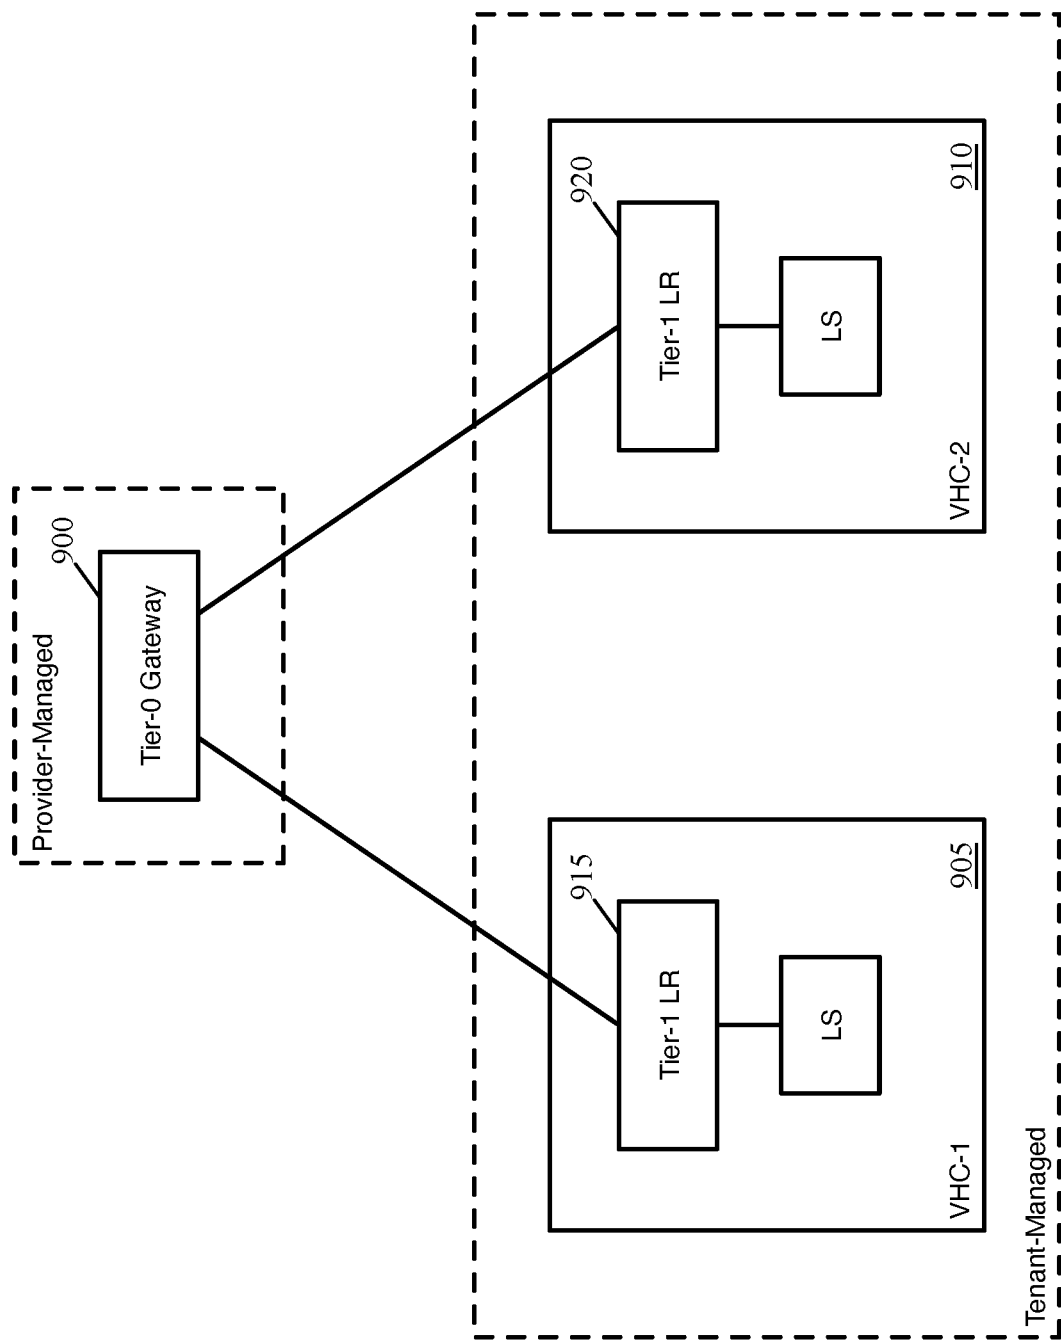 Provider-Managed
900
Tier-0 Gateway
915
Tier-1 LR
LS
VHC-1
905
920
Tier-1 LR
LS
VHC-2
910
Tenant-Managed